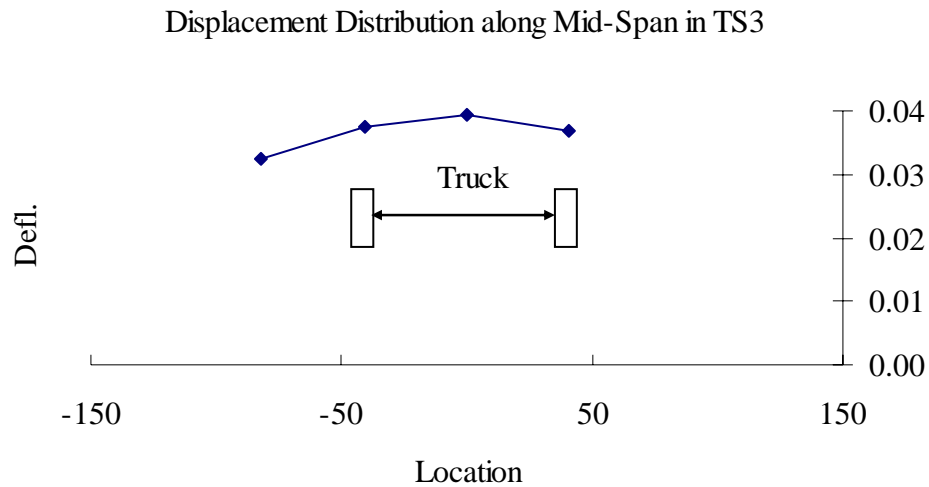 Displacement Distribution along Mid-Span in TS3
0.04
Truck
0.03
Defl.
0.02
0.01
0.00
-150 -50 50 150
Location